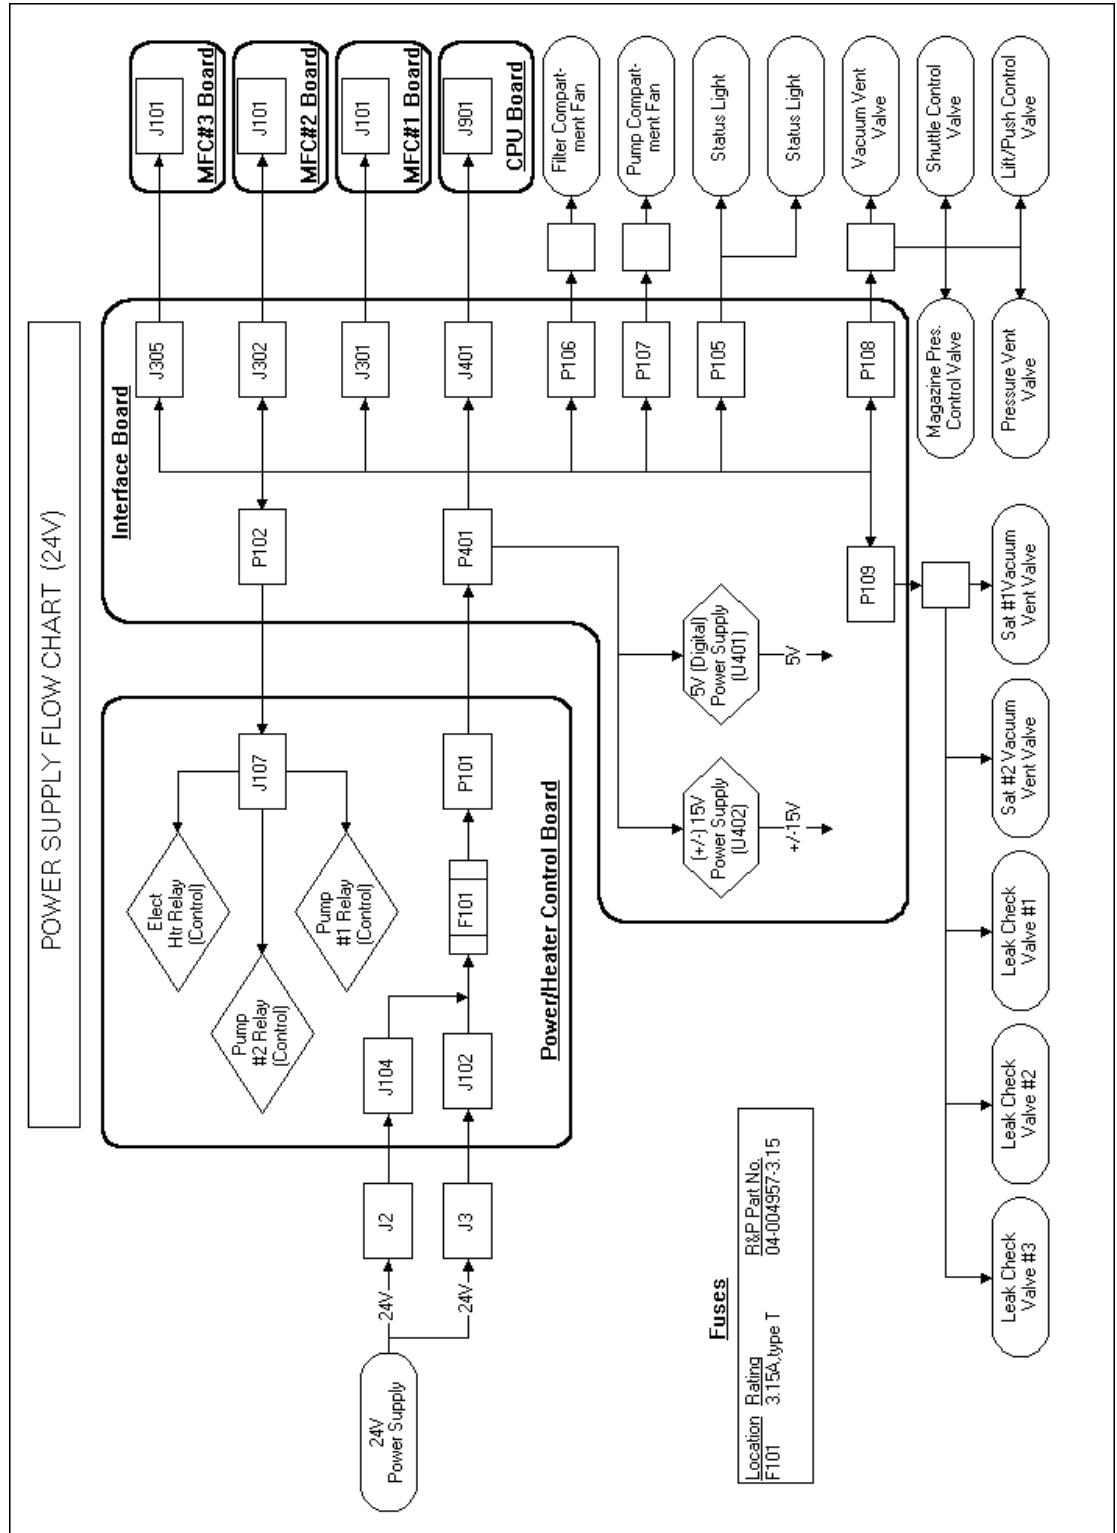 POWER SUPPLY FLOW CHART (24V)
Interface Board
J305
J302
J301
J401
P106
P107
P105
P108
P109
P102
P401
5V (Digital)
Power Supply
(U401)
5V
(+/-) 15V
Power Supply
(U402)
+/-15V
J101
MFC#3 Board
J101
MFC#2 Board
J101
MFC#1 Board
J901
CPU Board
Filter Compart-
ment Fan
Pump Compart-
ment Fan
Status Light
Status Light
Vacuum Vent
Valve
Shuttle Control
Valve
Lift/Push Control
Valve
Magazine Pres.
Control Valve
Pressure Vent
Valve
Power/Heater Control Board
J107
Elect
Htr Relay
(Control)
Pump
#2 Relay
(Control)
Pump
#1 Relay
(Control)
P101
F101
J104
J102
J2
J3
24V
24V
24V
Power Supply
Sat #1Vacuum
Vent Valve
Sat #2 Vacuum
Vent Valve
Leak Check
Valve #1
Leak Check
Valve #2
Leak Check
Valve #3
Fuses
Location Rating R&P Part No.
F101 3.15A,type T 04-004957-3.15